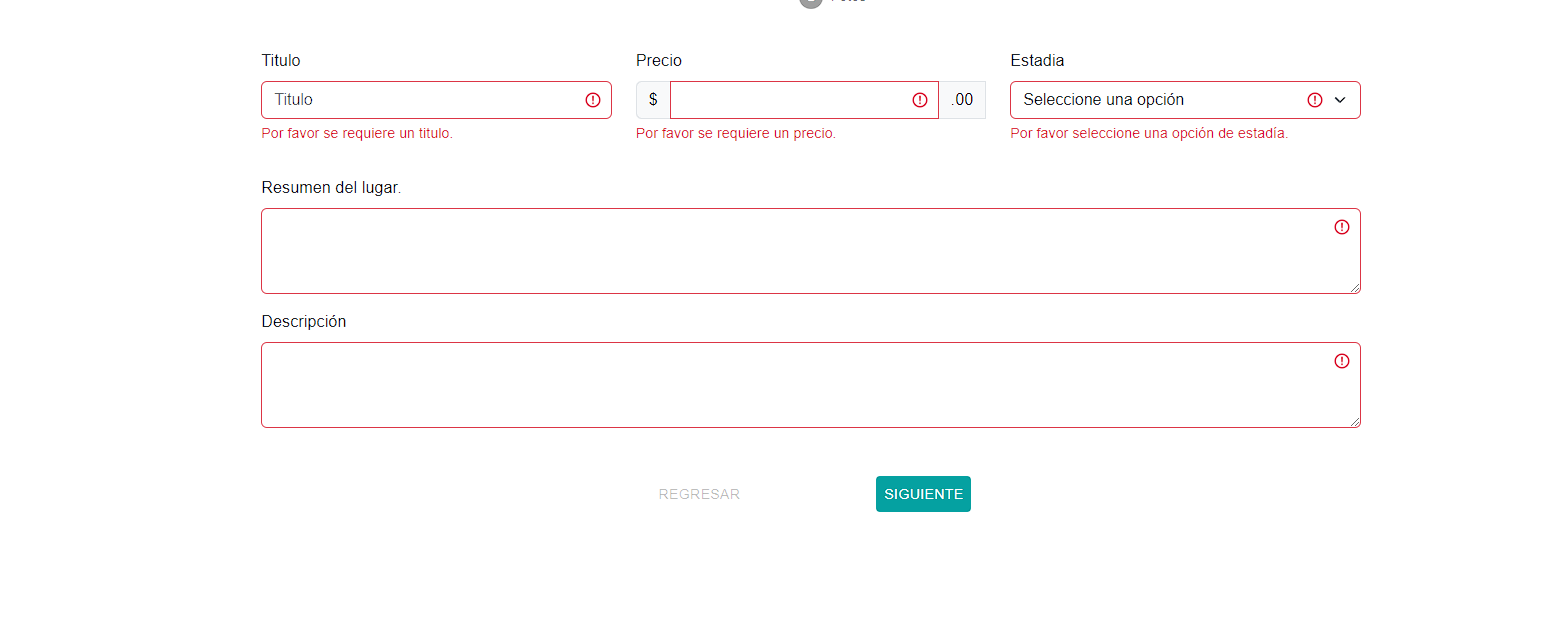 Titulo
Precio
Estadia
Titulo
$
.00
Seleccione una opción
Por favor se requiere un titulo.
Por favor se requiere un precio.
Por favor seleccione una opción de estadía.
Resumen del lugar.
Descripción
REGRESAR
SIGUIENTE